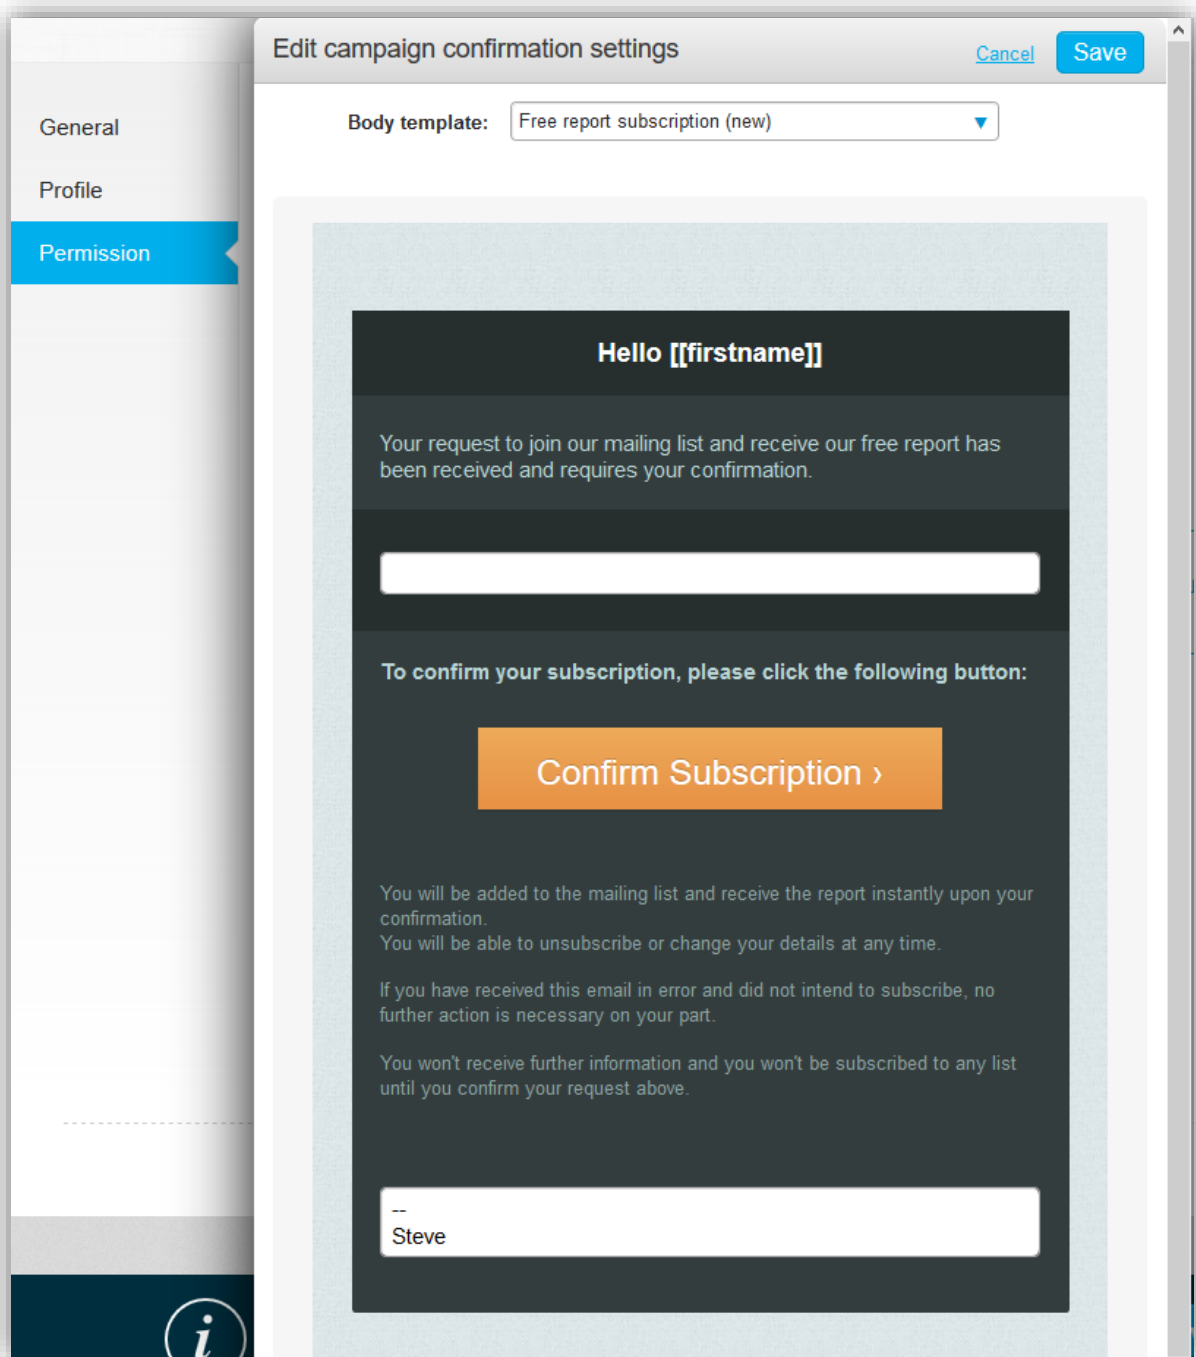 Edit campaign confirmation settings
Cancel
Save
General
Profile
Permission
Body template:
Free report subscription (new)
Hello [[firstname]]
Your request to join our mailing list and receive our free report has
been received and requires your confirmation.
To confirm your subscription, please click the following button:
Confirm Subscription ›
You will be added to the mailing list and receive the report instantly upon your
confirmation.
You will be able to unsubscribe or change your details at any time.
If you have received this email in error and did not intend to subscribe, no
further action is necessary on your part.
You won't receive further information and you won't be subscribed to any list
until you confirm your request above.
--
Steve
i